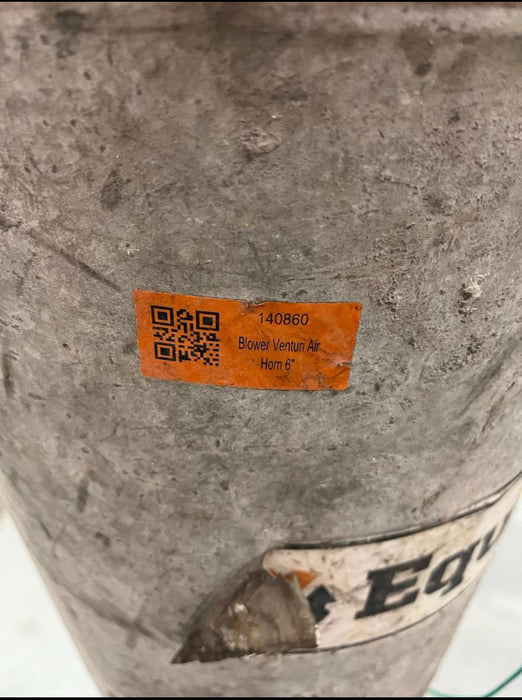 140860
Blower Venturi Air
Horn 6"
Equ